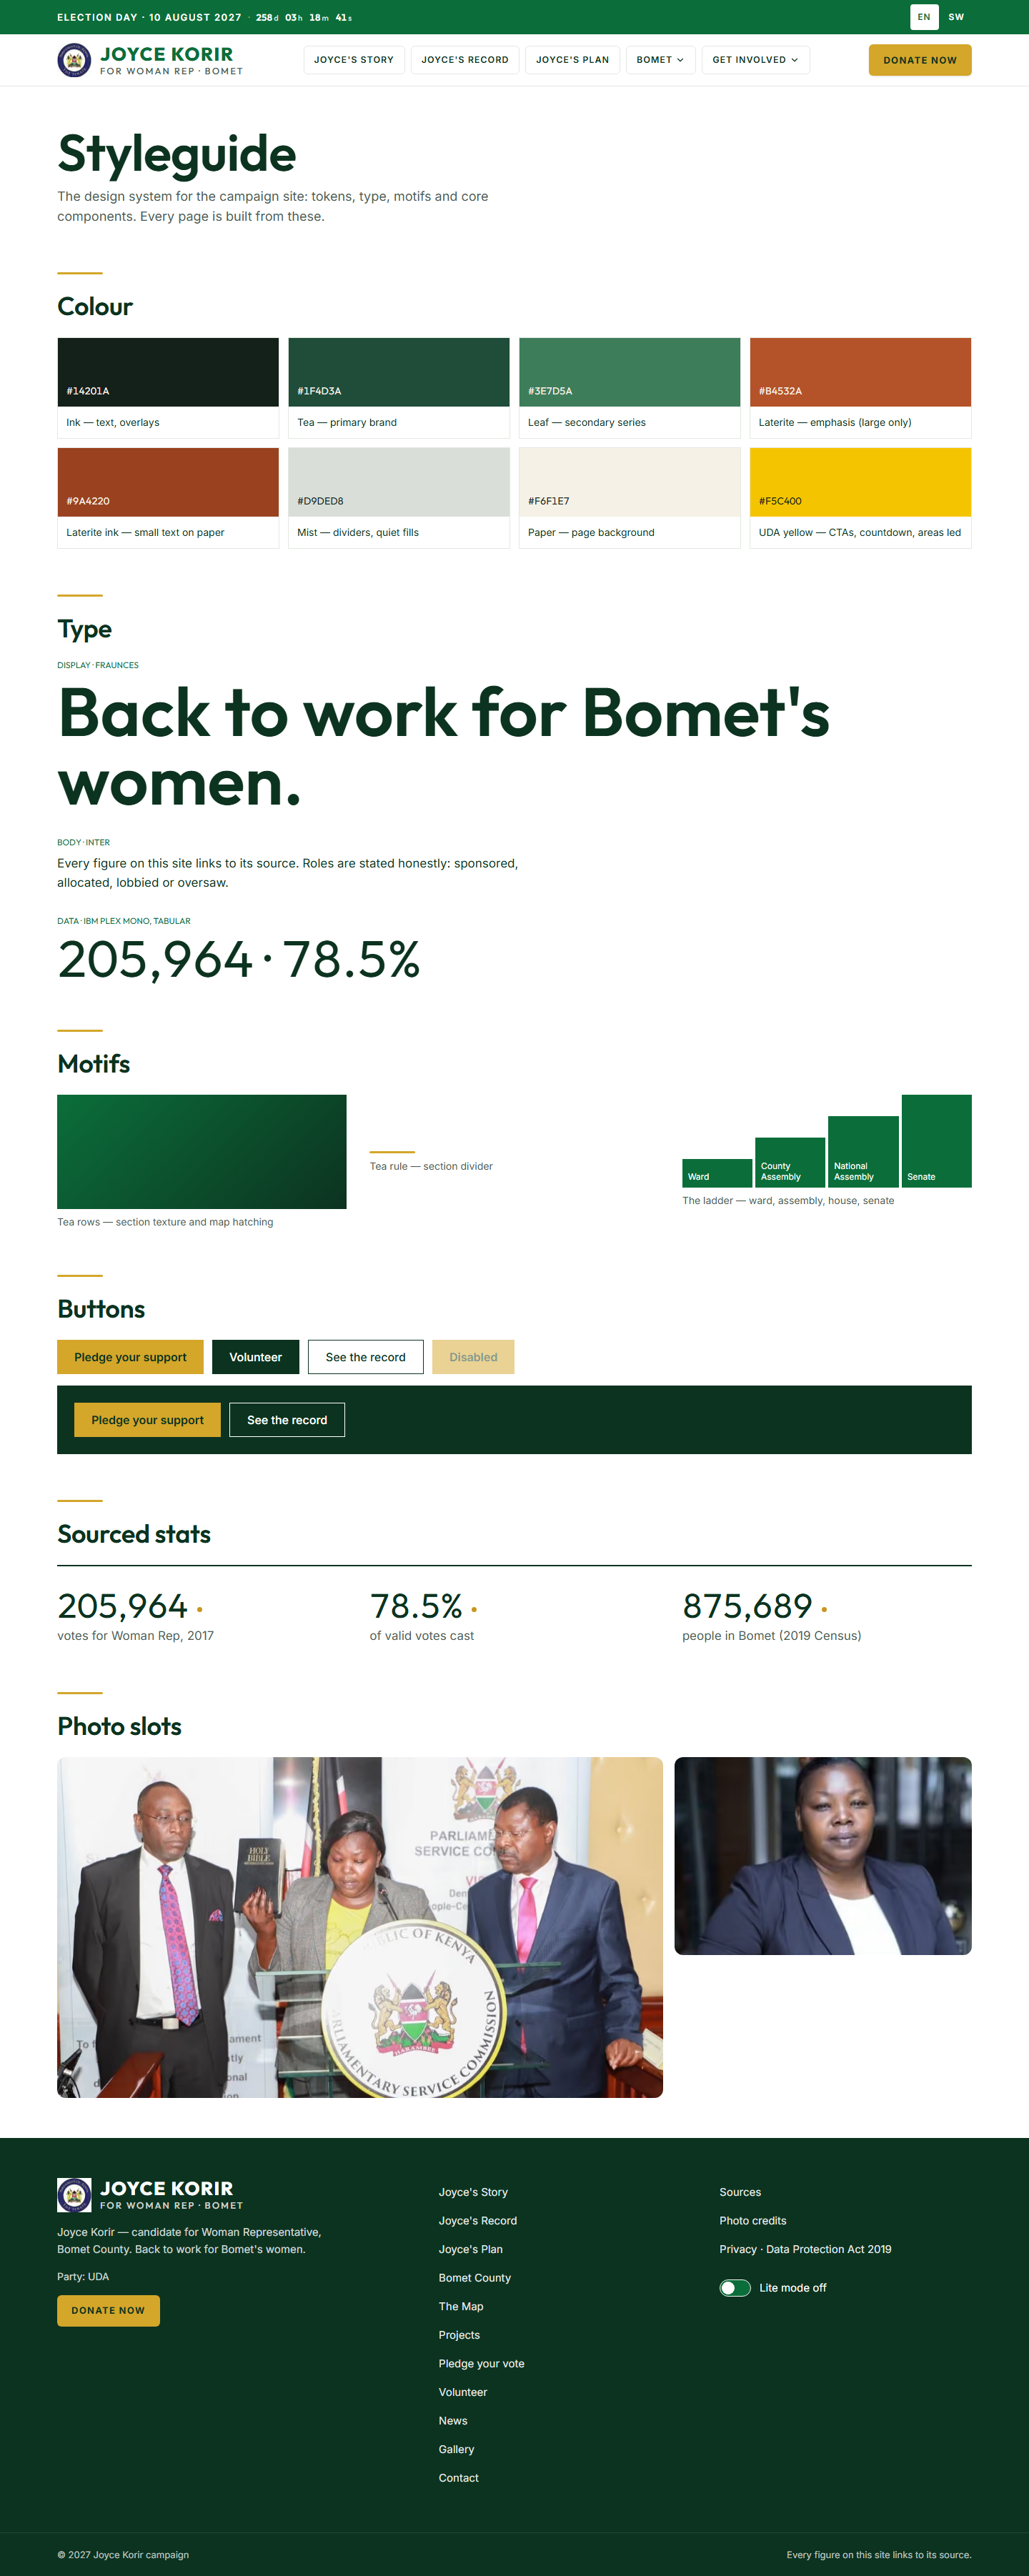 ELECTION DAY · 10 AUGUST 2027 · 258d 03h 18m 41s
EN SW
JOYCE KORIR
FOR WOMAN REP · BOMET
JOYCE'S STORY
JOYCE'S RECORD
JOYCE'S PLAN
BOMET
GET INVOLVED
DONATE NOW
Styleguide
The design system for the campaign site: tokens, type, motifs and core
components. Every page is built from these.
Colour
#14201A
Ink — text, overlays
#1F4D3A
Tea — primary brand
#3E7D5A
Leaf — secondary series
#B4532A
Laterite — emphasis (large only)
#9A4220
Laterite ink — small text on paper
#D9DED8
Mist — dividers, quiet fills
#F6F1E7
Paper — page background
#F5C400
UDA yellow — CTAs, countdown, areas led
Type
DISPLAY · FRAUNCES
Back to work for Bomet's
women.
BODY · INTER
Every figure on this site links to its source. Roles are stated honestly: sponsored,
allocated, lobbied or oversaw.
DATA · IBM PLEX MONO, TABULAR
205,964 · 78.5%
Motifs
Tea rows — section texture and map hatching
Tea rule — section divider
Ward
County
Assembly
National
Assembly
Senate
The ladder — ward, assembly, house, senate
Buttons
Pledge your support
Volunteer
See the record
Disabled
Pledge your support
See the record
Sourced stats
205,964
votes for Woman Rep, 2017
78.5%
of valid votes cast
875,689
people in Bomet (2019 Census)
Photo slots
HOLY
BIBLE
PARLIAM
SERVICE CO
VIS
De
ople-Ce
BLIC OF KENYA
HARAMBEE
ARLIAMENTARY SERVICE COMMISSION
To f
ament
tly
onal
on
JOYCE KORIR
FOR WOMAN REP · BOMET
Joyce Korir — candidate for Woman Representative,
Bomet County. Back to work for Bomet's women.
Party: UDA
DONATE NOW
Joyce's Story
Joyce's Record
Joyce's Plan
Bomet County
The Map
Projects
Pledge your vote
Volunteer
News
Gallery
Contact
Sources
Photo credits
Privacy · Data Protection Act 2019
Lite mode off
© 2027 Joyce Korir campaign
Every figure on this site links to its source.